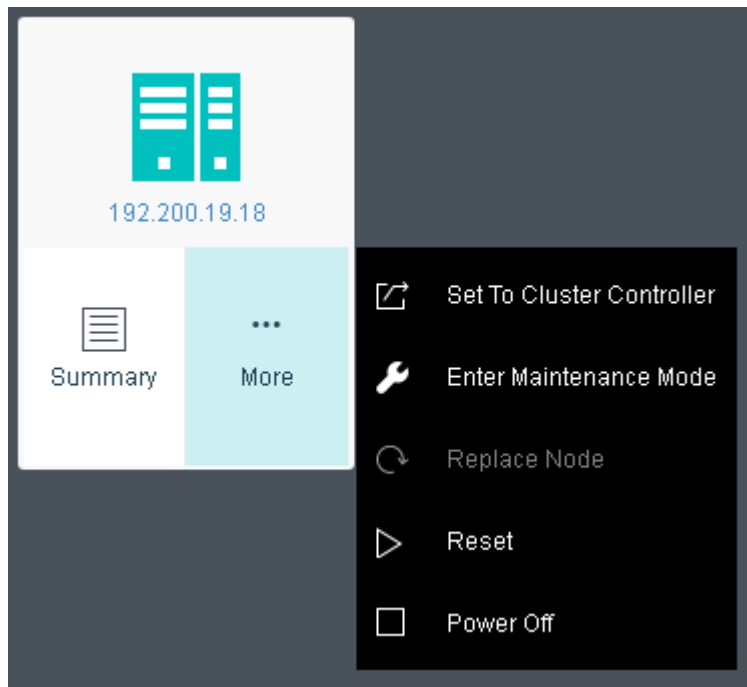 192.200.19.18
Summary
More
Set To Cluster Controller
Enter Maintenance Mode
Replace Node
Reset
Power Off